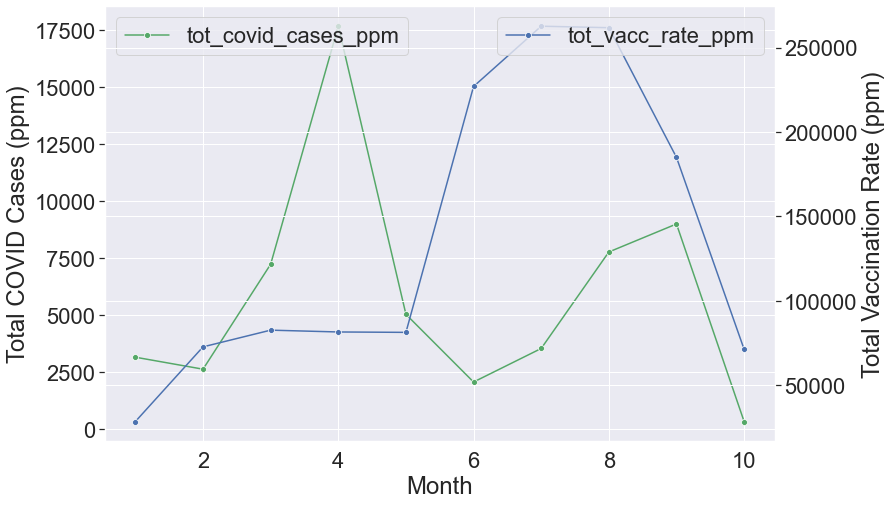 tot_covid_cases_ppm
tot_vacc_rate_ppm
Total COVID Cases (ppm)
17500
15000
12500
10000
7500
5000
2500
0
250000
200000
150000
100000
50000
Total Vaccination Rate (ppm)
2 4 6 8 10
Month